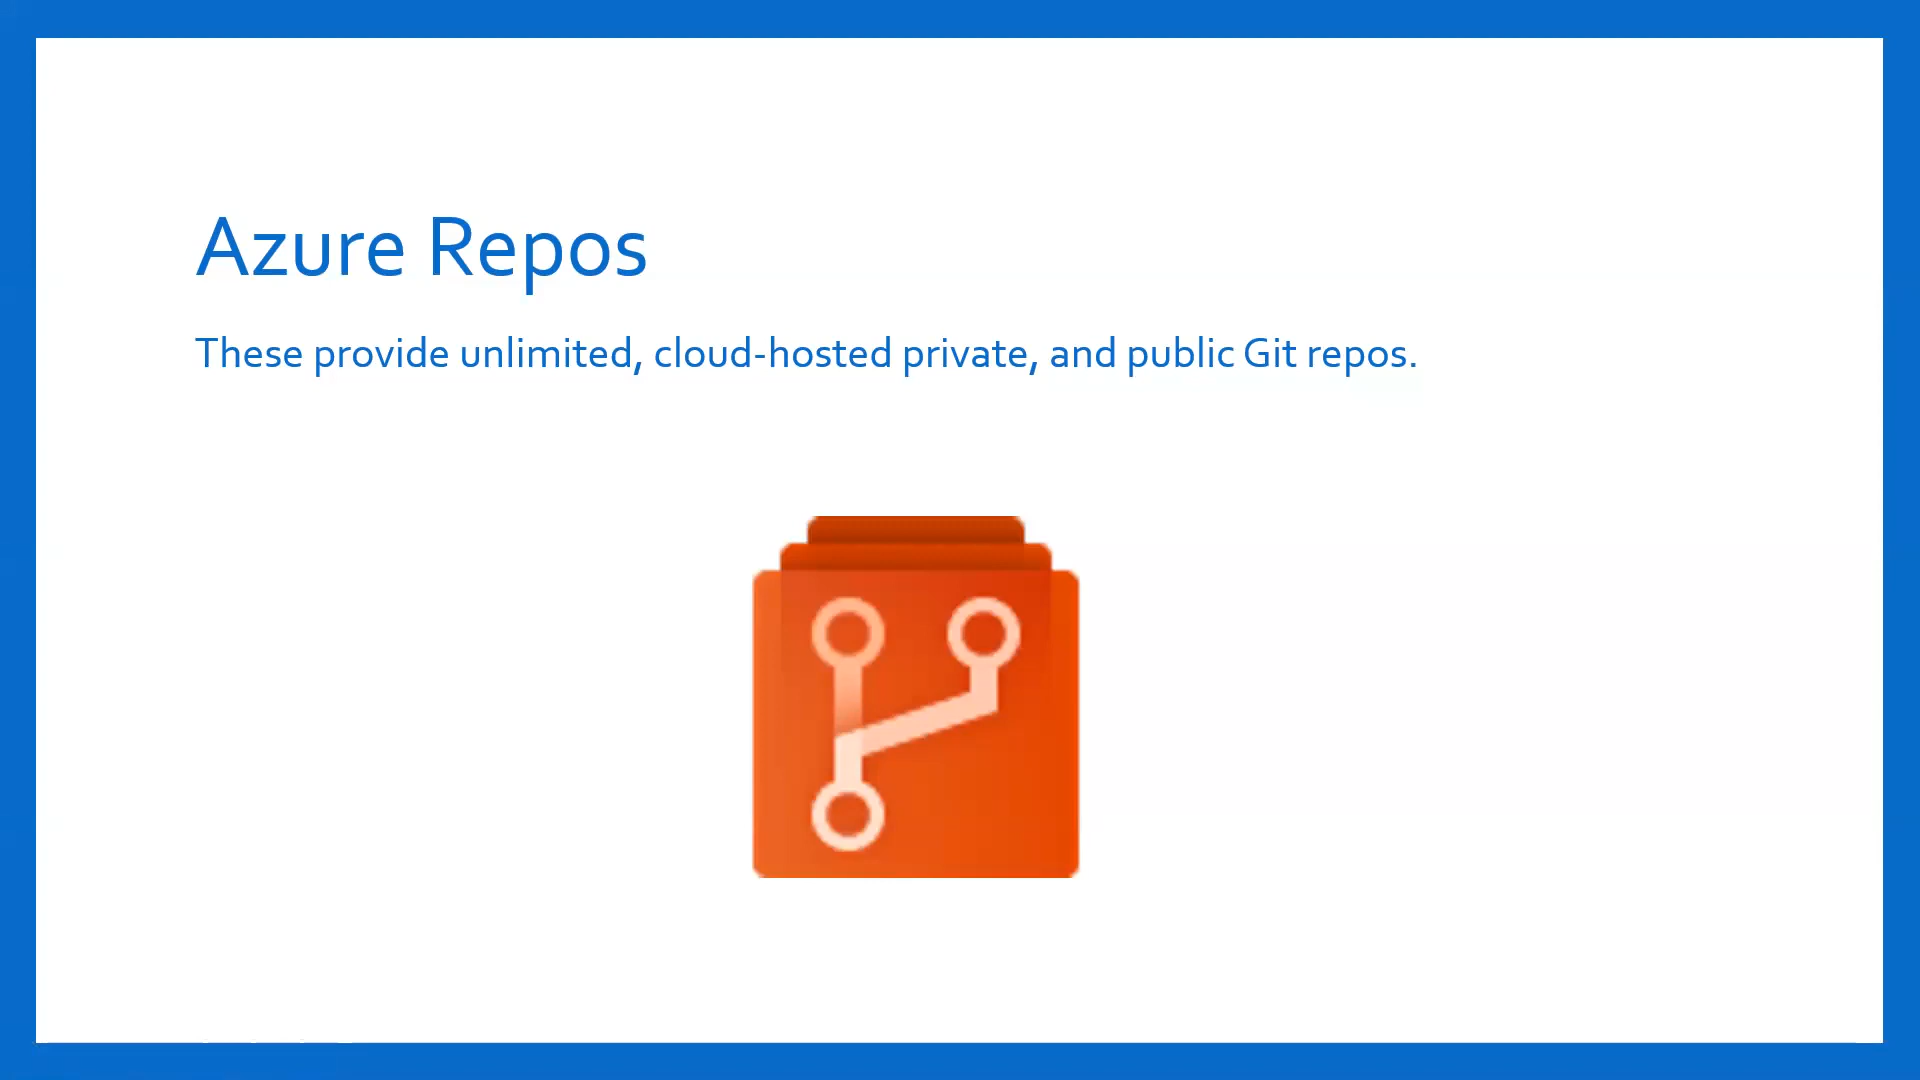 Azure Repos
These provide unlimited, cloud-hosted private, and public Git repos.